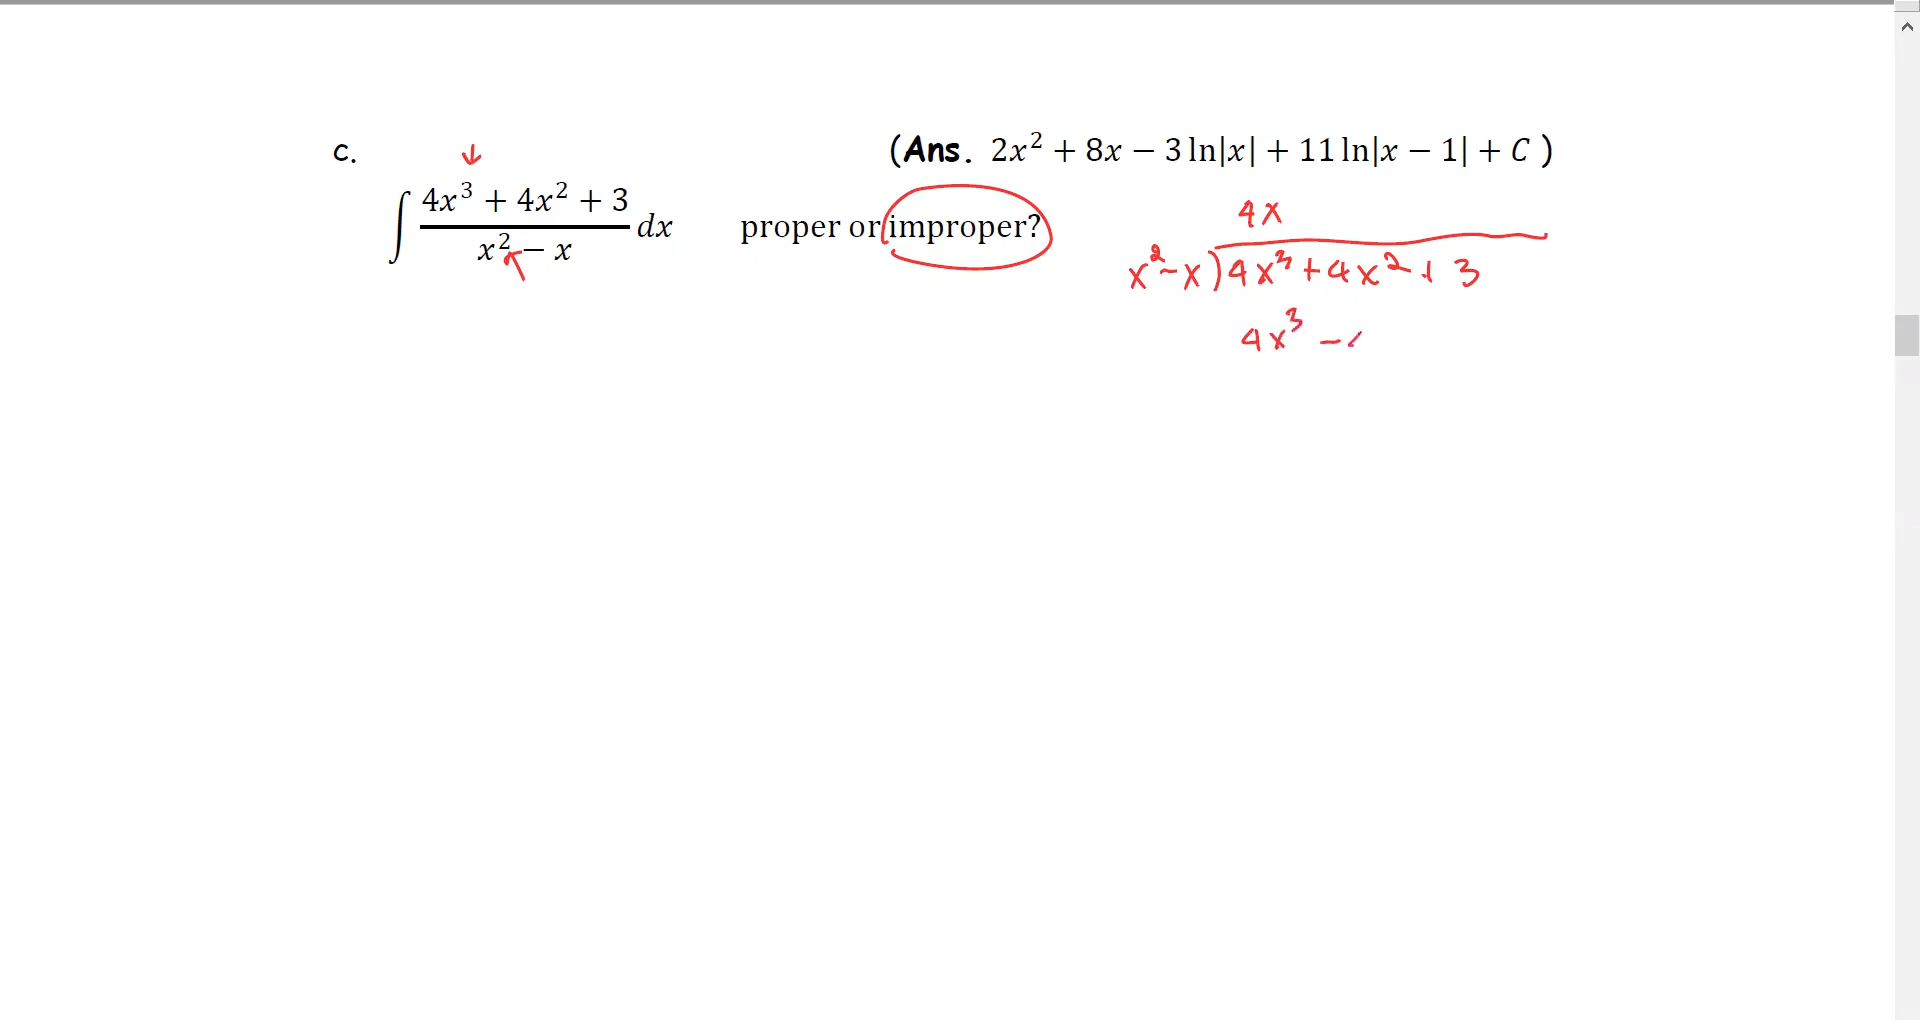 c. (Ans. 2x² + 8x − 3 ln|x| + 11 ln|x − 1| + C )
∫ (4x³ + 4x² + 3)/(x² − x) dx proper or improper?
4x
x² - x ) 4x³ + 4x² + 3
4x³ -